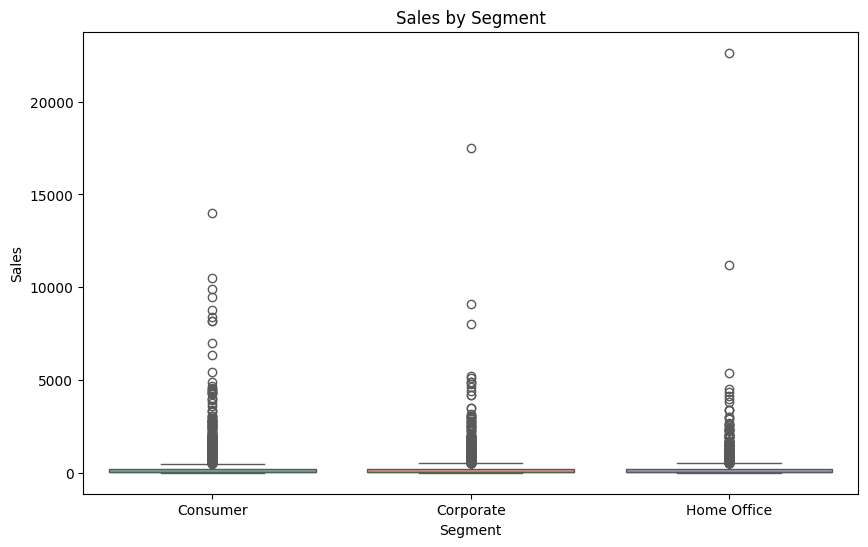 Sales by Segment
20000
15000
10000
5000
0
Sales
Consumer
Corporate
Home Office
Segment